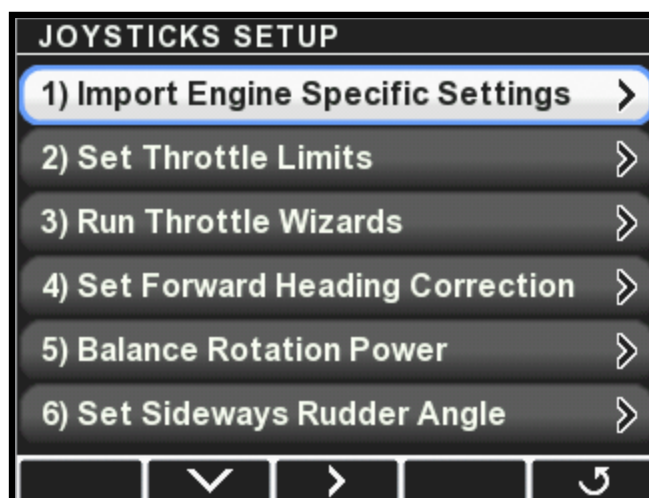 JOYSTICKS SETUP
1) Import Engine Specific Settings
2) Set Throttle Limits
3) Run Throttle Wizards
4) Set Forward Heading Correction
5) Balance Rotation Power
6) Set Sideways Rudder Angle